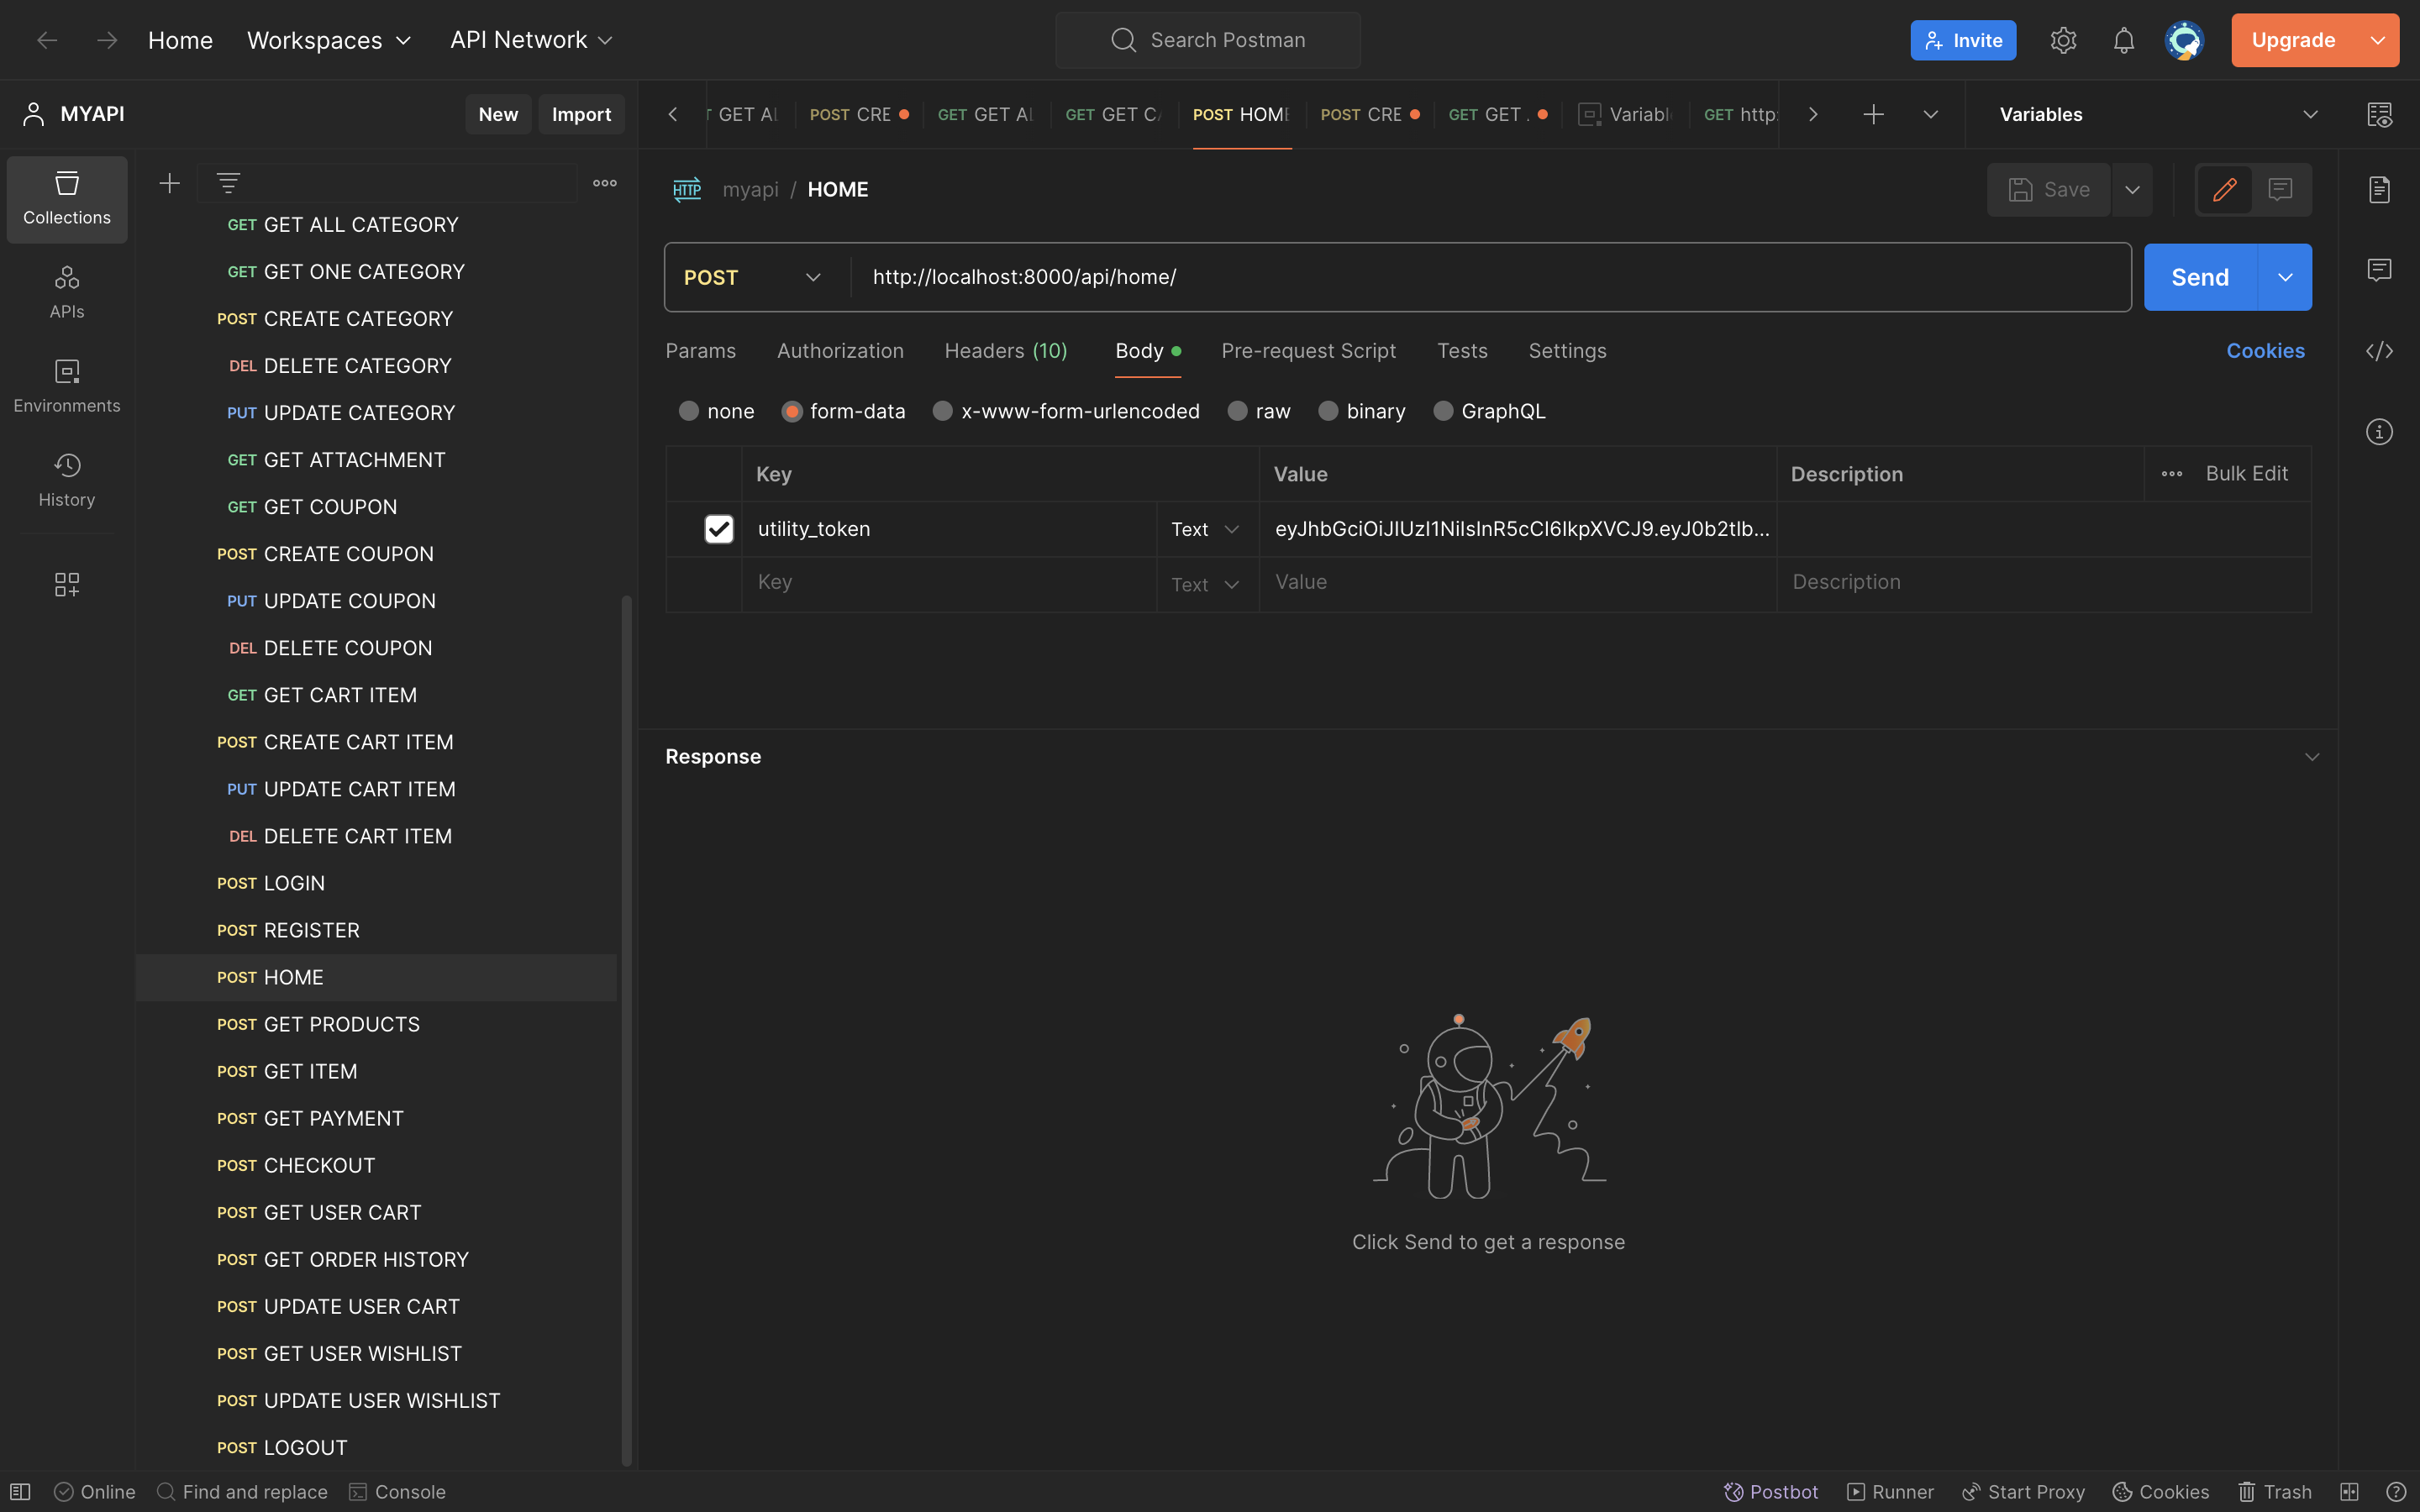 Home Workspaces API Network Search Postman Invite Upgrade
MYAPI New Import
GET AL POST CRE GET GET AL GET GET CA POST HOME POST CRE GET GET . Variabl GET http: Variables
Collections
APIs
Environments
History
GET GET ALL CATEGORY
GET GET ONE CATEGORY
POST CREATE CATEGORY
DEL DELETE CATEGORY
PUT UPDATE CATEGORY
GET GET ATTACHMENT
GET GET COUPON
POST CREATE COUPON
PUT UPDATE COUPON
DEL DELETE COUPON
GET GET CART ITEM
POST CREATE CART ITEM
PUT UPDATE CART ITEM
DEL DELETE CART ITEM
POST LOGIN
POST REGISTER
POST HOME
POST GET PRODUCTS
POST GET ITEM
POST GET PAYMENT
POST CHECKOUT
POST GET USER CART
POST GET ORDER HISTORY
POST UPDATE USER CART
POST GET USER WISHLIST
POST UPDATE USER WISHLIST
POST LOGOUT
HTTP myapi / HOME Save
POST http://localhost:8000/api/home/ Send
Params Authorization Headers (10) Body Pre-request Script Tests Settings Cookies
none form-data x-www-form-urlencoded raw binary GraphQL
Key Value Description Bulk Edit
utility_token Text eyJhbGciOiJIUzI1NiIsInR5cCI6IkpXVCJ9.eyJ0b2tlb...
Key Text Value Description
Response
Click Send to get a response
Online Find and replace Console Postbot Runner Start Proxy Cookies Trash